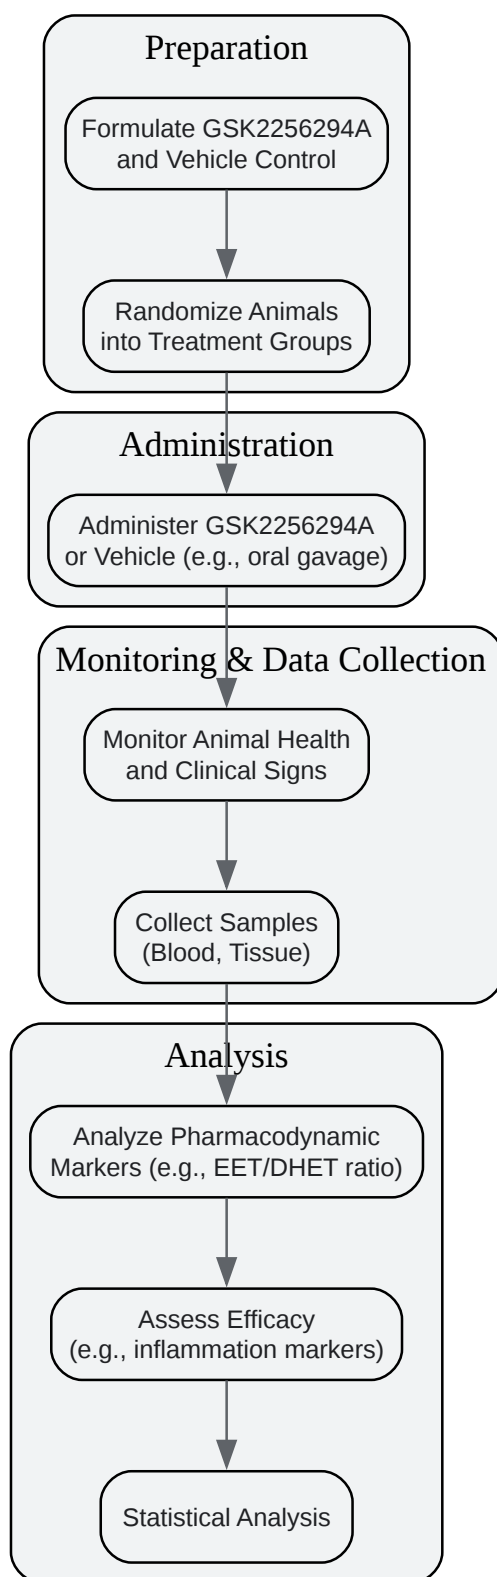 Preparation
Formulate GSK2256294A
and Vehicle Control
Randomize Animals
into Treatment Groups
Administration
Administer GSK2256294A
or Vehicle (e.g., oral gavage)
Monitoring & Data Collection
Monitor Animal Health
and Clinical Signs
Collect Samples
(Blood, Tissue)
Analysis
Analyze Pharmacodynamic
Markers (e.g., EET/DHET ratio)
Assess Efficacy
(e.g., inflammation markers)
Statistical Analysis